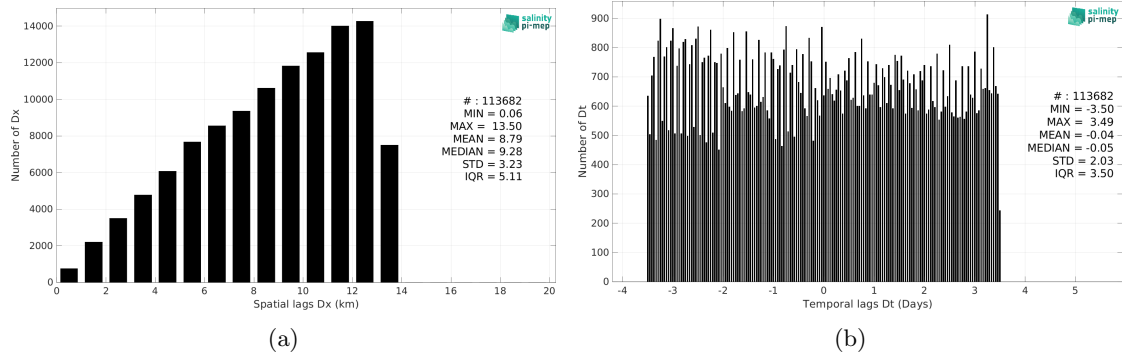 14000
12000
10000
8000
6000
4000
2000
0
Number of Dx
0 2 4 6 8 10 12 14 16 18 20
Spatial lags Dx (km)
salinity
pi-mep
# : 113682
MIN = 0.06
MAX = 13.50
MEAN = 8.79
MEDIAN = 9.28
STD = 3.23
IQR = 5.11
(a)
900
800
700
600
500
400
300
200
100
0
Number of Dt
-4 -3 -2 -1 0 1 2 3 4 5
Temporal lags Dt (Days)
salinity
pi-mep
# : 113682
MIN = -3.50
MAX = 3.49
MEAN = -0.04
MEDIAN = -0.05
STD = 2.03
IQR = 3.50
(b)